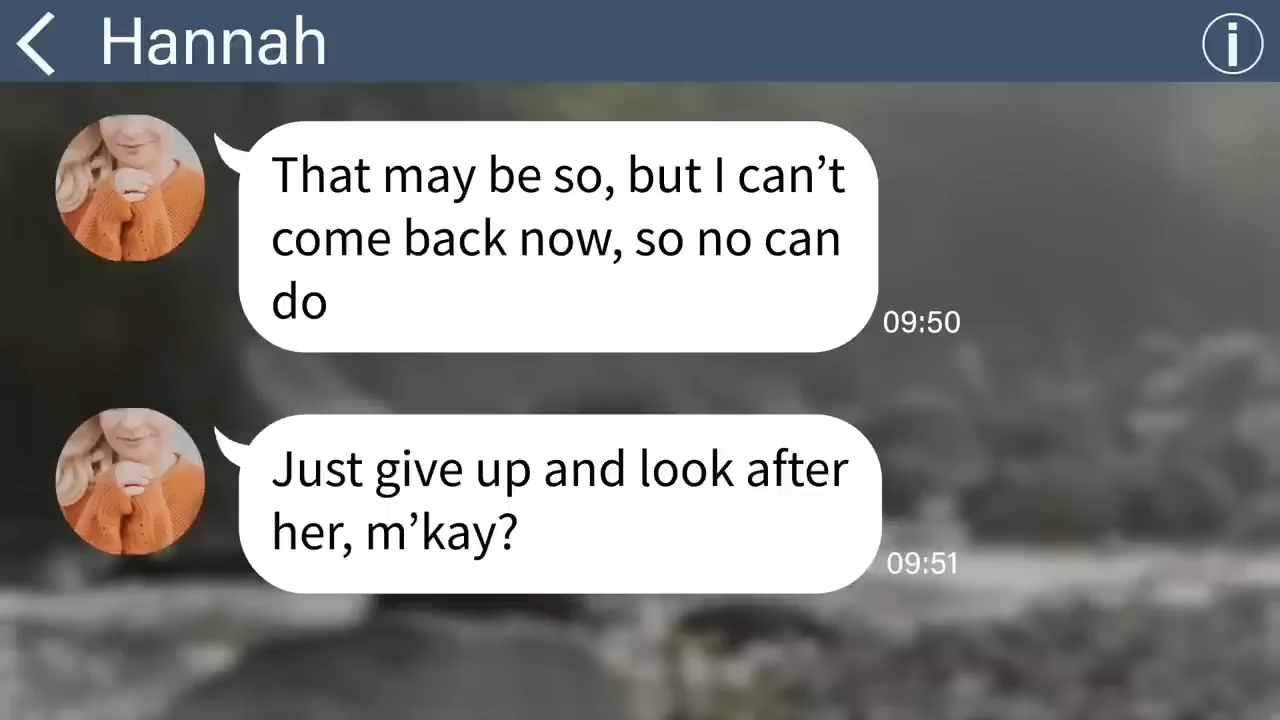 Hannah
That may be so, but I can’t
come back now, so no can
do
09:50
Just give up and look after
her, m’kay?
09:51